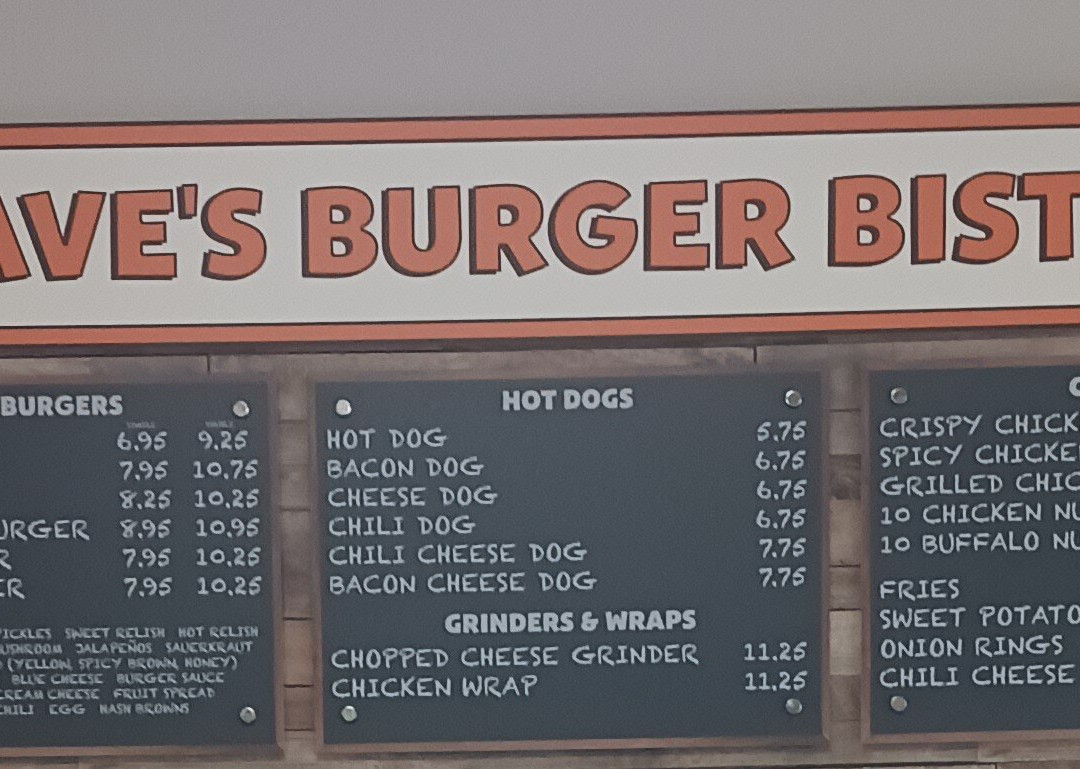 AVE'S BURGER BIST
BURGERS
6.95 9.25
7.95 10.75
8.25 10.25
URGER 8.95 10.95
R 7.95 10.25
ER 7.95 10.25
PICKLES SWEET RELISH HOT RELISH
USHROOM JALAPEÑOS SAUERKRAUT
(YELLOW, SPICY BROWN, HONEY)
BLUE CHEESE BURGER SAUCE
CREAM CHEESE FRUIT SPREAD
CHILI EGG HASH BROWNS
HOT DOGS
HOT DOG 5.75
BACON DOG 6.75
CHEESE DOG 6.75
CHILI DOG 6.75
CHILI CHEESE DOG 7.75
BACON CHEESE DOG 7.75
GRINDERS & WRAPS
CHOPPED CHEESE GRINDER 11.25
CHICKEN WRAP 11.25
C
CRISPY CHICK
SPICY CHICKE
GRILLED CHIC
10 CHICKEN NU
10 BUFFALO NU
FRIES
SWEET POTATO
ONION RINGS
CHILI CHEESE